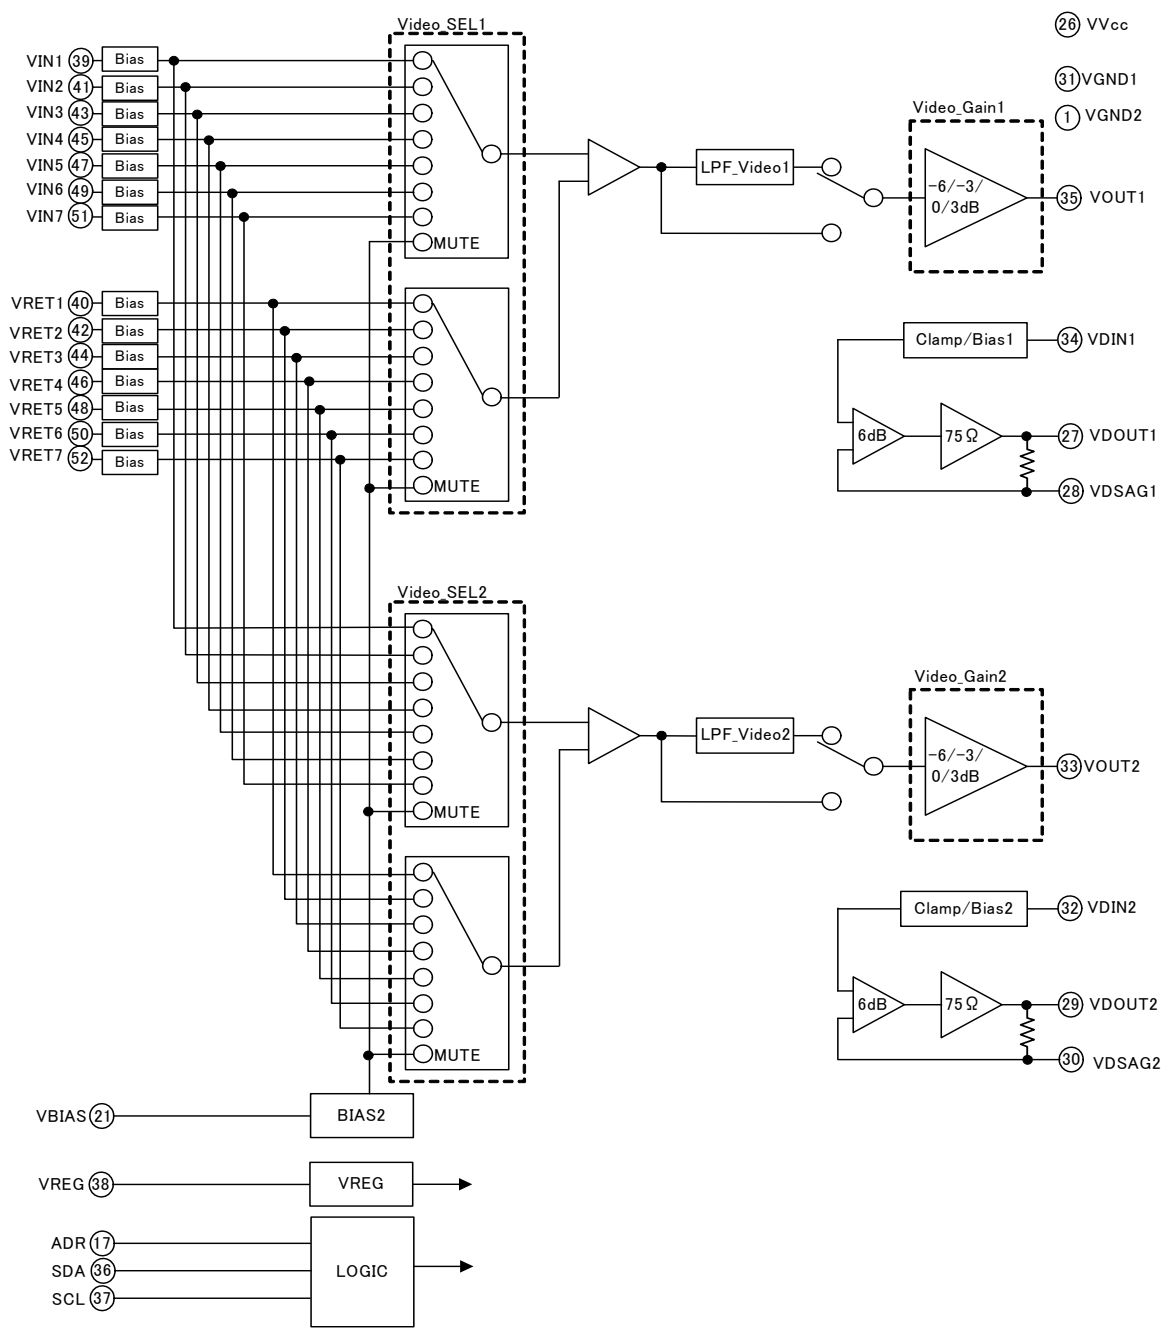 Video_SEL1
26 VVcc
VIN1 39 Bias
VIN2 41 Bias
VIN3 43 Bias
VIN4 45 Bias
VIN5 47 Bias
VIN6 49 Bias
VIN7 51 Bias
MUTE
31 VGND1
1 VGND2
Video_Gain1
LPF_Video1
-6/-3/
0/3dB
35 VOUT1
VRET1 40 Bias
VRET2 42 Bias
VRET3 44 Bias
VRET4 46 Bias
VRET5 48 Bias
VRET6 50 Bias
VRET7 52 Bias
MUTE
Clamp/Bias1 34 VDIN1
6dB 75Ω 27 VDOUT1
28 VDSAG1
Video_SEL2
MUTE
LPF_Video2
Video_Gain2
-6/-3/
0/3dB
33 VOUT2
MUTE
Clamp/Bias2 32 VDIN2
6dB 75Ω 29 VDOUT2
30 VDSAG2
VBIAS 21 BIAS2
VREG 38 VREG
ADR 17
SDA 36 LOGIC
SCL 37